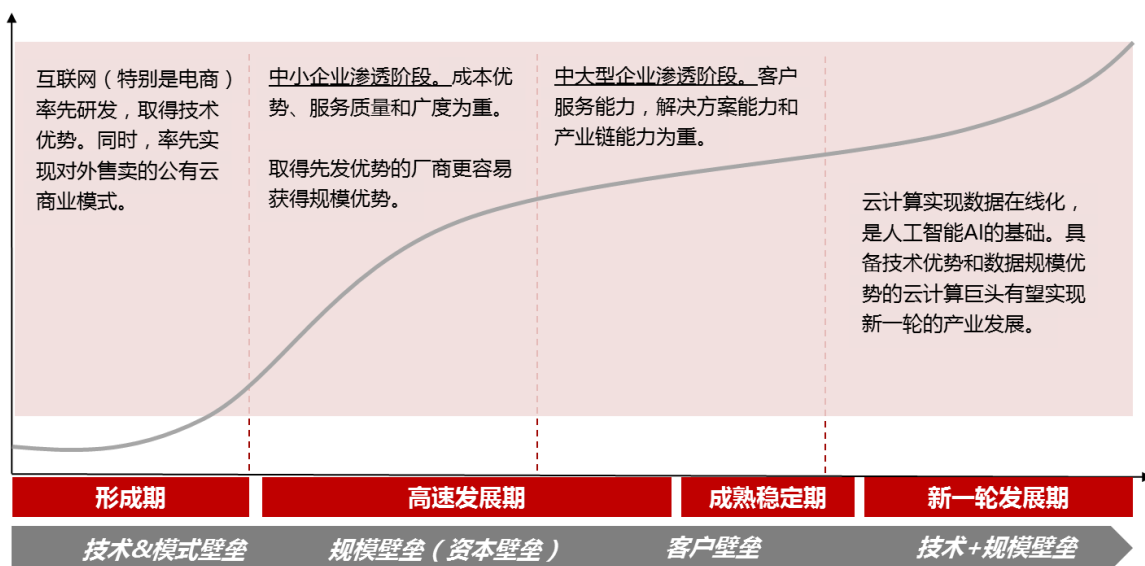 互联网（特别是电商）
率先研发，取得技术
优势。同时，率先实
现对外售卖的公有云
商业模式。
中小企业渗透阶段。成本优
势、服务质量和广度为重。
取得先发优势的厂商更容易
获得规模优势。
中大型企业渗透阶段。客户
服务能力，解决方案能力和
产业链能力为重。
云计算实现数据在线化，
是人工智能AI的基础。具
备技术优势和数据规模优
势的云计算巨头有望实现
新一轮的产业发展。
形成期
高速发展期
成熟稳定期
新一轮发展期
技术&模式壁垒
规模壁垒（资本壁垒）
客户壁垒
技术+规模壁垒